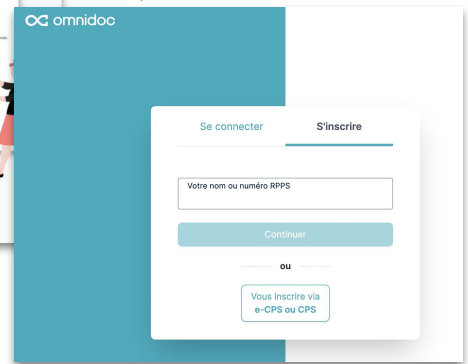 omnidoc
Se connecter
S'inscrire
Votre nom ou numéro RPPS
Continuer
ou
Vous inscrire via
e-CPS ou CPS